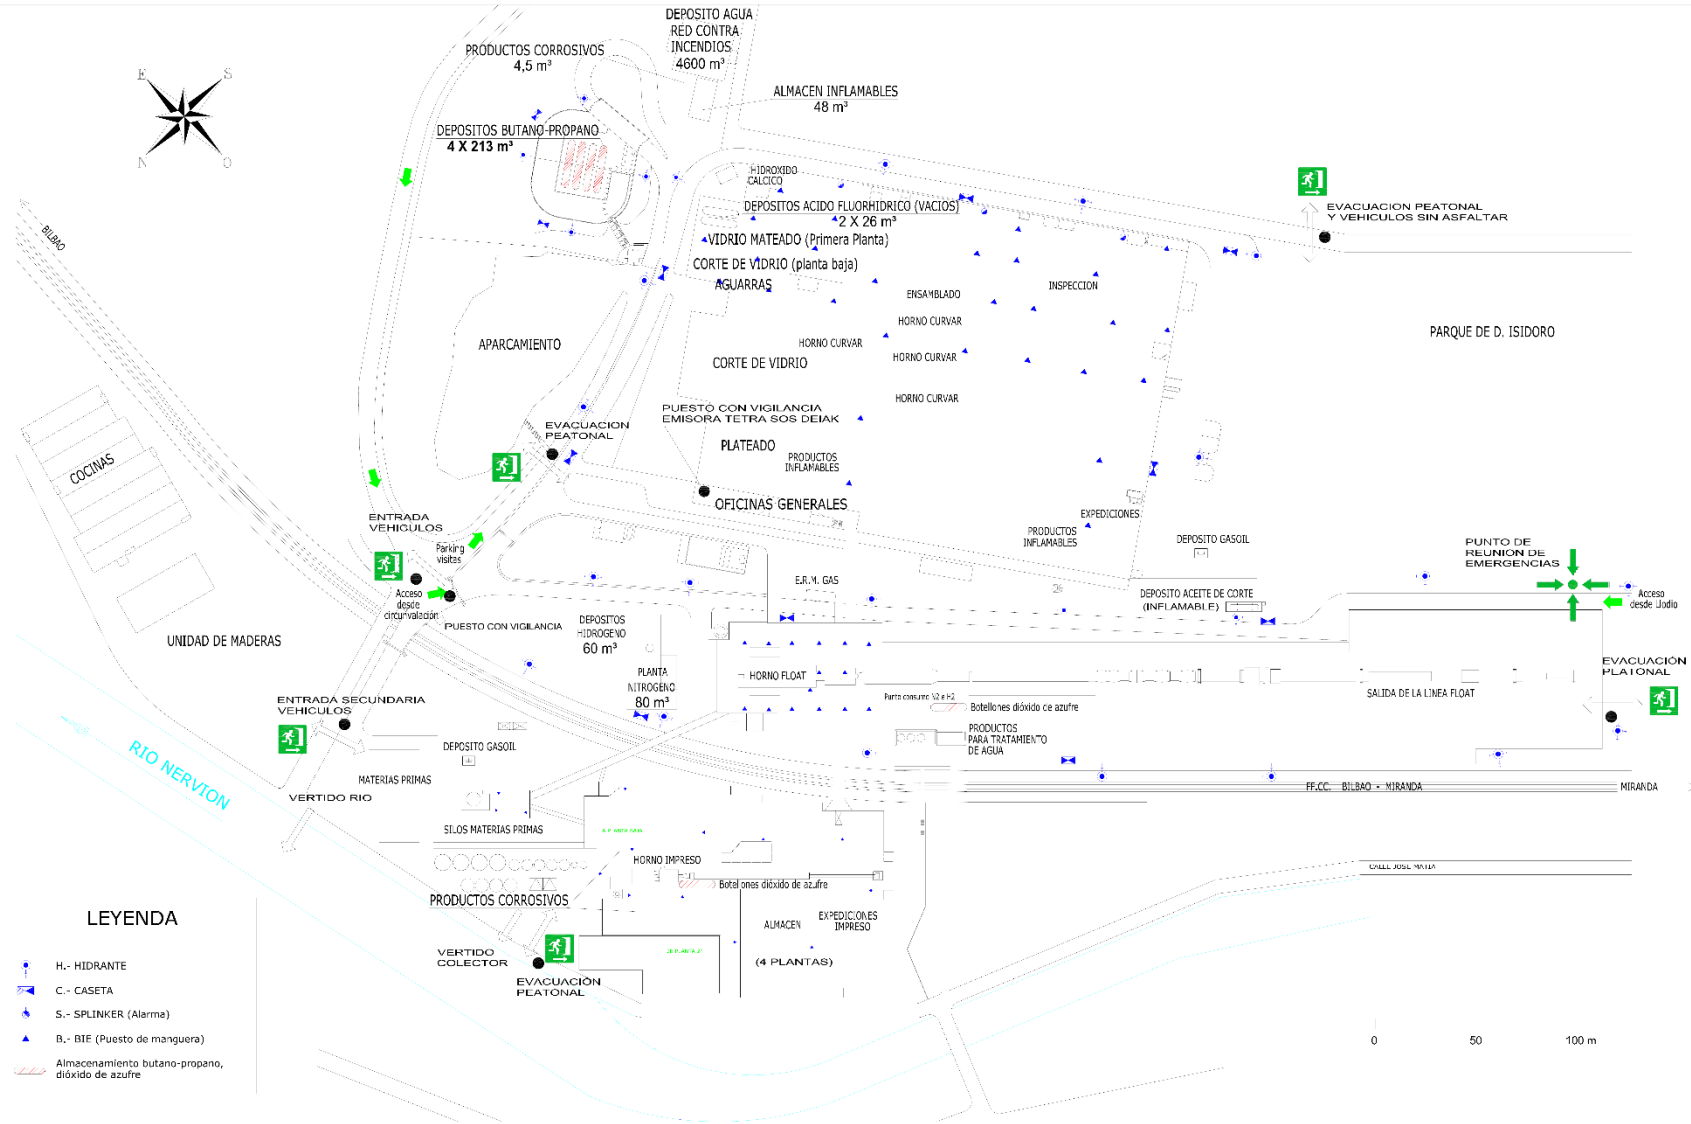 DEPOSITO AGUA
RED CONTRA
INCENDIOS
4600 m³
PRODUCTOS CORROSIVOS
4,5 m³
E
S
N
O
ALMACEN INFLAMABLES
48 m³
DEPOSITOS BUTANO-PROPANO
4 X 213 m³
HIDROXIDO
CALCICO
DEPOSITOS ACIDO FLUORHIDRICO (VACIOS)
2 X 26 m³
EVACUACION PEATONAL
Y VEHICULOS SIN ASFALTAR
BILBAO
VIDRIO MATEADO (Primera Planta)
CORTE DE VIDRIO (planta baja)
AGUARRAS
ENSAMBLADO
INSPECCION
HORNO CURVAR
HORNO CURVAR
HORNO CURVAR
HORNO CURVAR
PARQUE DE D. ISIDORO
APARCAMIENTO
CORTE DE VIDRIO
PUESTO CON VIGILANCIA
EMISORA TETRA SOS DEIAK
EVACUACION
PEATONAL
PLATEADO
PRODUCTOS
INFLAMABLES
COCINAS
OFICINAS GENERALES
ENTRADA
VEHICULOS
EXPEDICIONES
PRODUCTOS
INFLAMABLES
DEPOSITO GASOIL
PUNTO DE
REUNION DE
EMERGENCIAS
Parking
visitas
E.R.M. GAS
DEPOSITO ACEITE DE CORTE
(INFLAMABLE)
Acceso
desde Llodio
Acceso
desde
circunvalación
PUESTO CON VIGILANCIA
DEPOSITOS
HIDROGENO
60 m³
UNIDAD DE MADERAS
PLANTA
NITROGENO
80 m³
HORNO FLOAT
EVACUACIÓN
PLATONAL
SALIDA DE LA LINEA FLOAT
Punto consumo N2 e H2
Botellones dióxido de azufre
ENTRADA SECUNDARIA
VEHICULOS
PRODUCTOS
PARA TRATAMIENTO
DE AGUA
DEPOSITO GASOIL
RIO NERVION
MATERIAS PRIMAS
VERTIDO RIO
FF.CC. BILBAO - MIRANDA
MIRANDA
SILOS MATERIAS PRIMAS
HORNO IMPRESO
Botellones dióxido de azufre
PRODUCTOS CORROSIVOS
ALMACEN
(4 PLANTAS)
EXPEDICIONES
IMPRESO
VERTIDO
COLECTOR
EVACUACIÓN
PEATONAL
LEYENDA
H.- HIDRANTE
C.- CASETA
S.- SPLINKER (Alarma)
B.- BIE (Puesto de manguera)
Almacenamiento butano-propano,
dióxido de azufre
0 50 100 m